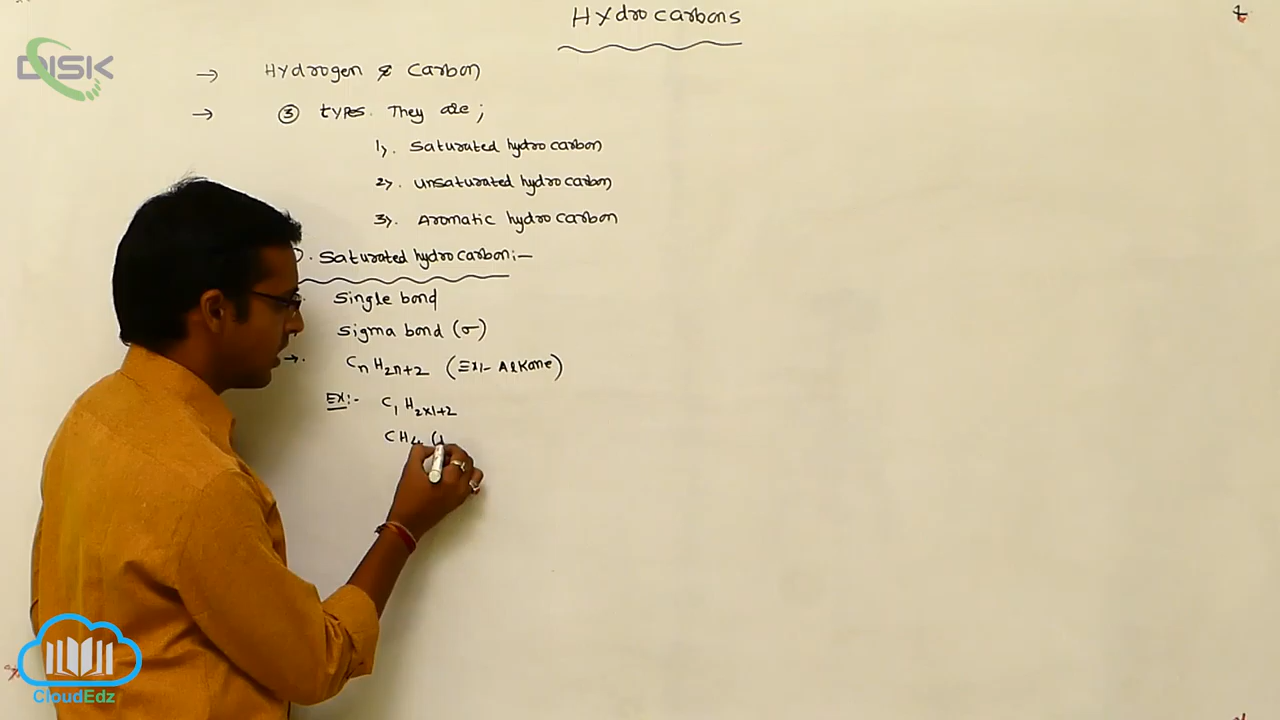 Hydrocarbons
DISK
→ Hydrogen & Carbon
→ ③ types. They are;
1). Saturated hydrocarbon
2). Unsaturated hydrocarbon
3). Aromatic hydrocarbon
). Saturated hydrocarbon:-
Single bond
Sigma bond (σ)
→. CnH2n+2 (Ex:- Alkane)
Ex:- C1H2x1+2
CH4 (
CloudEdz